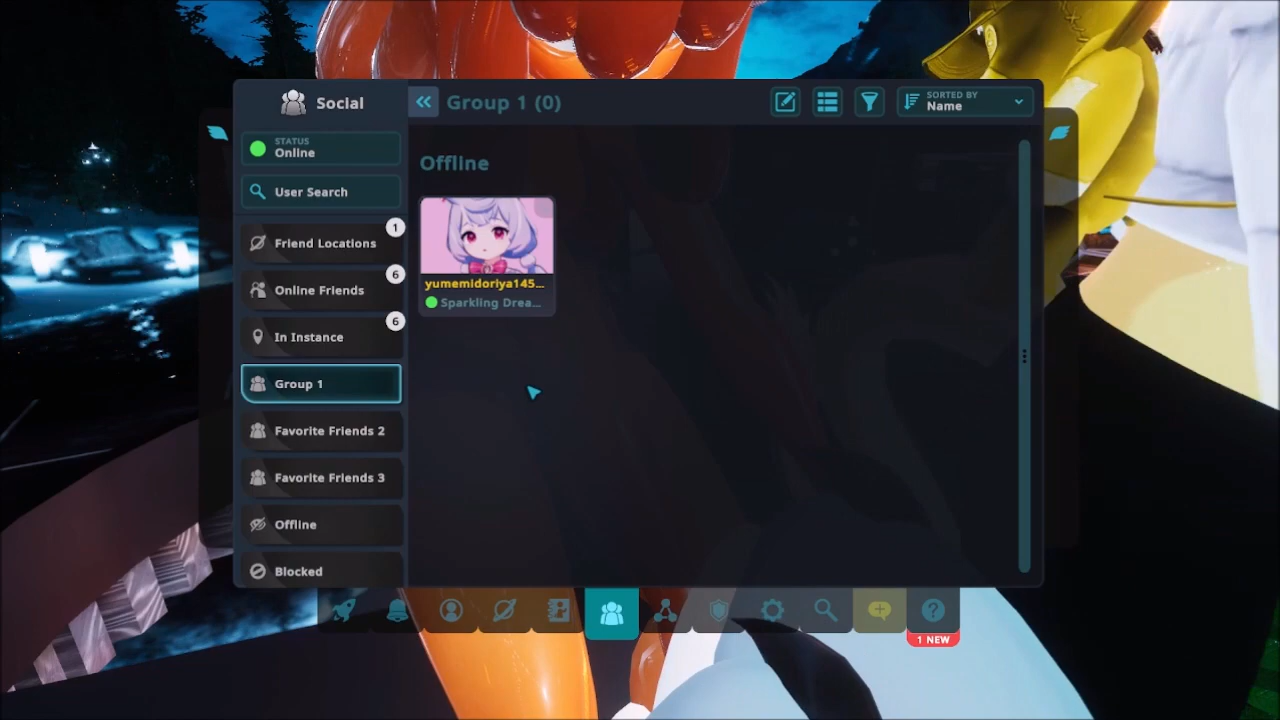 Social
Group 1 (0)
SORTED BY
Name
STATUS
Online
User Search
Offline
1
Friend Locations
6
Online Friends
6
In Instance
yumemidoriya145...
Sparkling Drea...
Group 1
Favorite Friends 2
Favorite Friends 3
Offline
Blocked
1 NEW